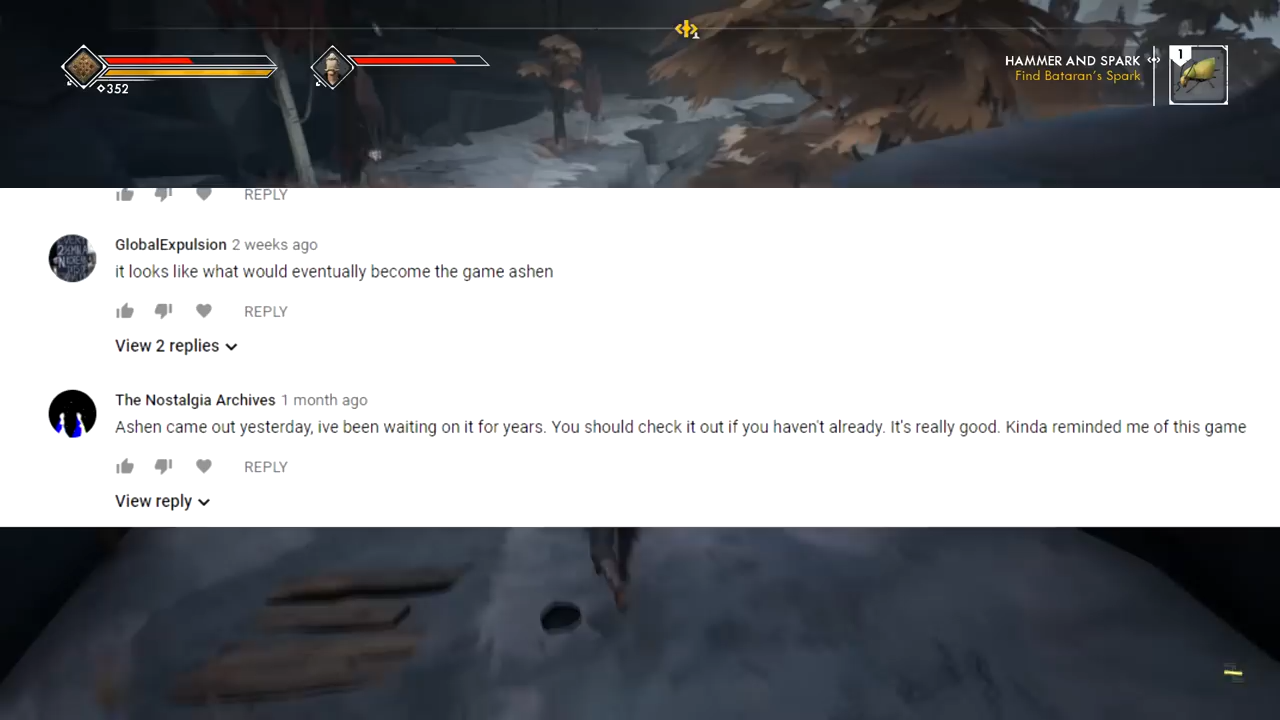 352
HAMMER AND SPARK
Find Bataran's Spark
1
REPLY
GlobalExpulsion 2 weeks ago
it looks like what would eventually become the game ashen
REPLY
View 2 replies
The Nostalgia Archives 1 month ago
Ashen came out yesterday, ive been waiting on it for years. You should check it out if you haven't already. It's really good. Kinda reminded me of this game
REPLY
View reply